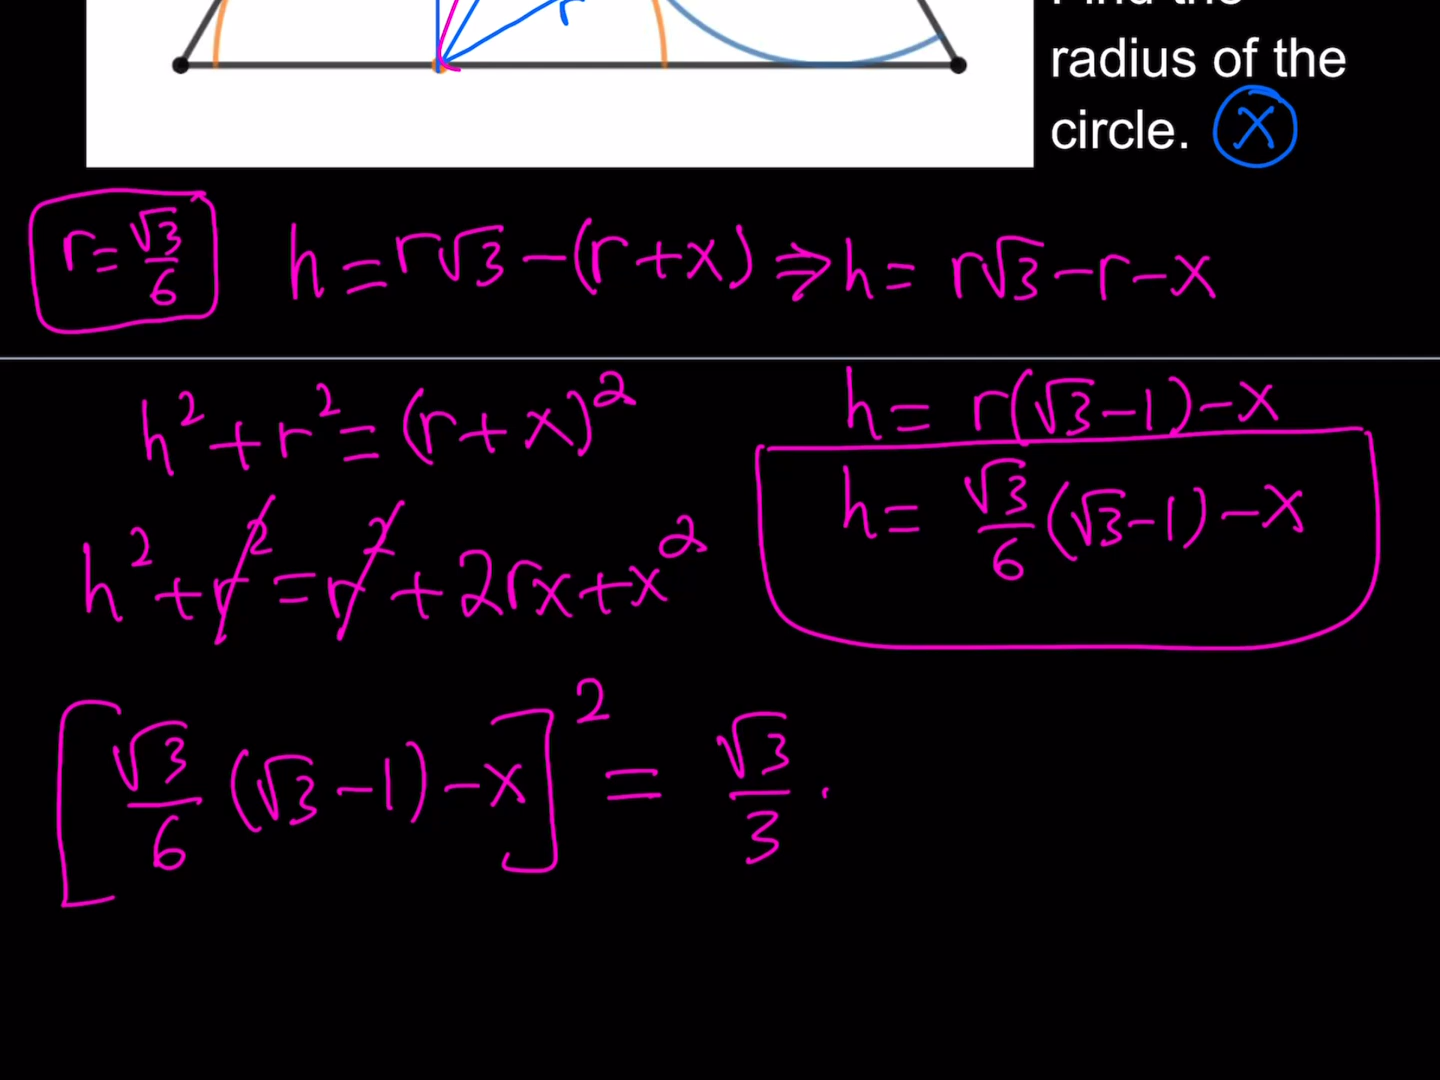 r
radius of the
circle. X
r = √3/6 h = r√3 - (r + x) ⇒ h = r√3 - r - x
h² + r² = (r + x)² h = r(√3 - 1) - x
h = √3/6 (√3 - 1) - x
h² + r² = r² + 2rx + x²
[√3/6 (√3 - 1) - x]² = √3/3 ·